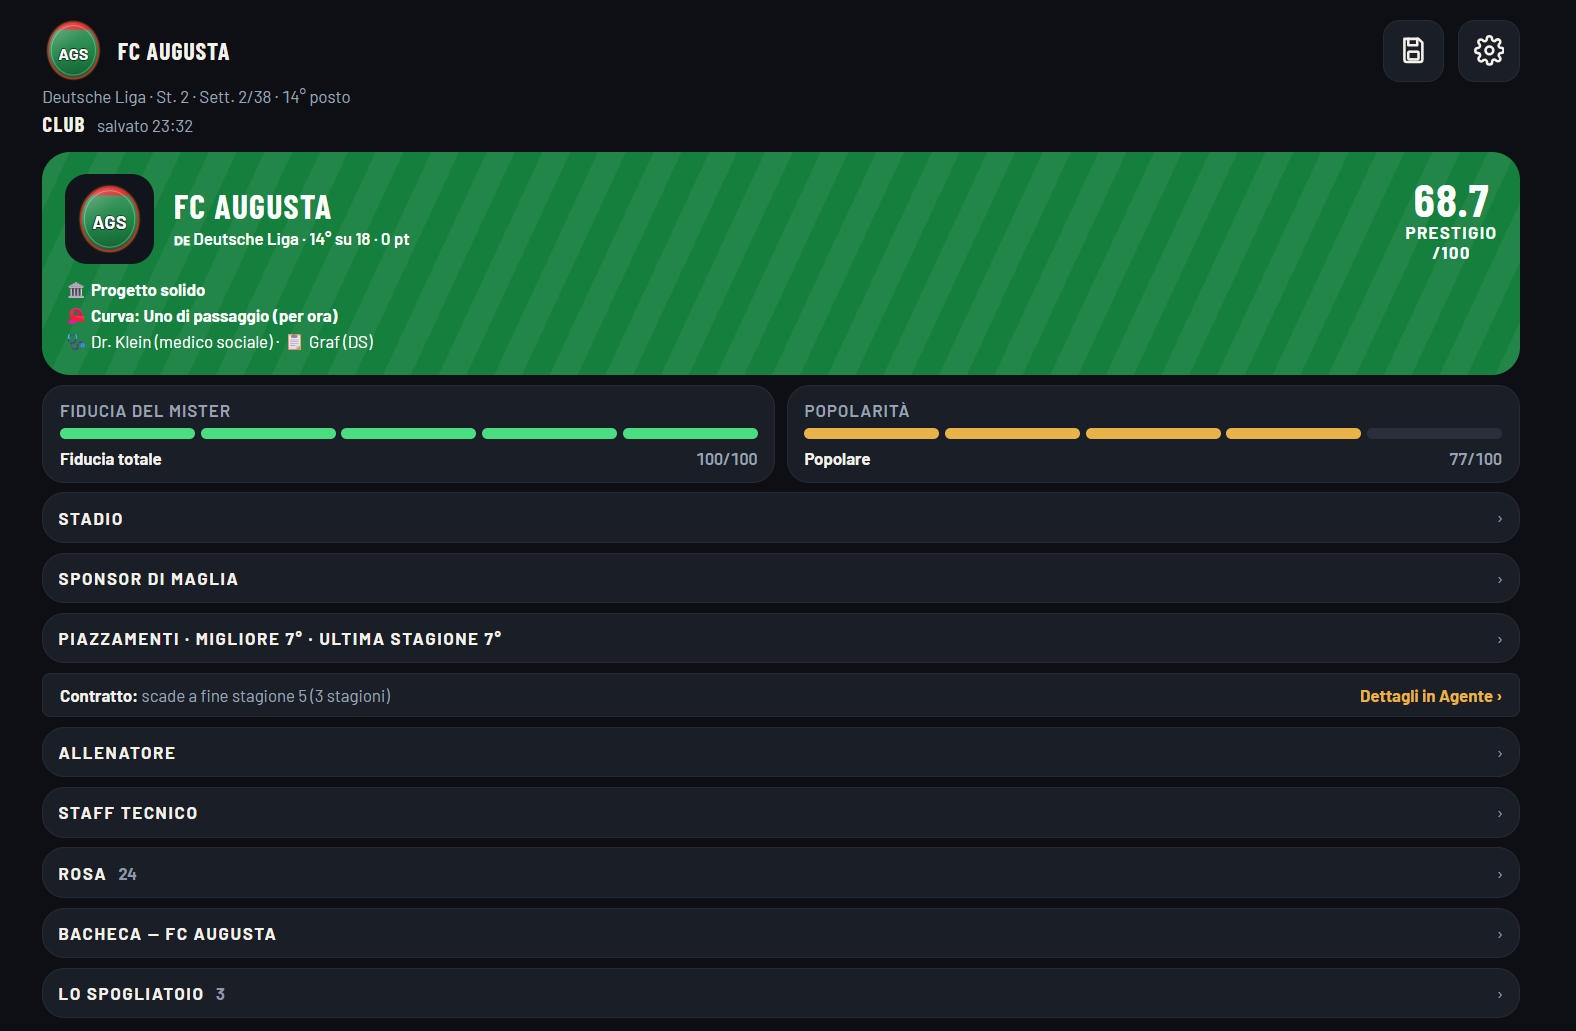 AGS FC AUGUSTA
Deutsche Liga · St. 2 · Sett. 2/38 · 14° posto
CLUB salvato 23:32
AGS
FC AUGUSTA
DE Deutsche Liga · 14° su 18 · 0 pt
68.7
PRESTIGIO
/100
Progetto solido
Curva: Uno di passaggio (per ora)
Dr. Klein (medico sociale) · Graf (DS)
FIDUCIA DEL MISTER
Fiducia totale 100/100
POPOLARITÀ
Popolare 77/100
STADIO ›
SPONSOR DI MAGLIA ›
PIAZZAMENTI · MIGLIORE 7° · ULTIMA STAGIONE 7° ›
Contratto: scade a fine stagione 5 (3 stagioni) Dettagli in Agente ›
ALLENATORE ›
STAFF TECNICO ›
ROSA 24 ›
BACHECA – FC AUGUSTA ›
LO SPOGLIATOIO 3 ›